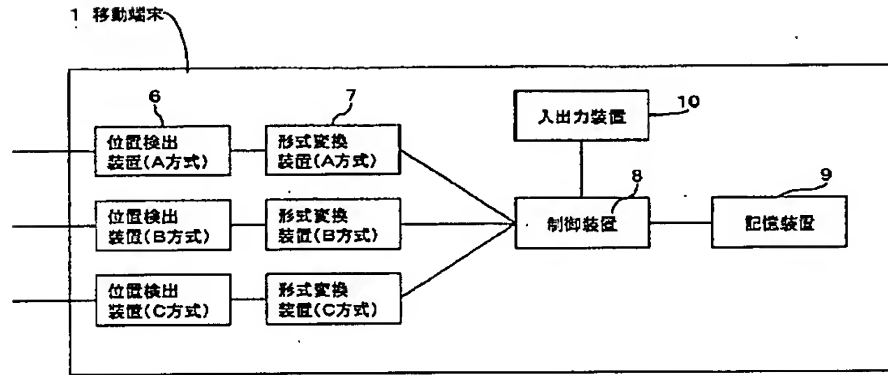 1 移動端末
6
位置検出
装置(A方式)
7
形式変換
装置(A方式)
10
入出力装置
位置検出
装置(B方式)
形式変換
装置(B方式)
8
制御装置
9
記憶装置
位置検出
装置(C方式)
形式変換
装置(C方式)